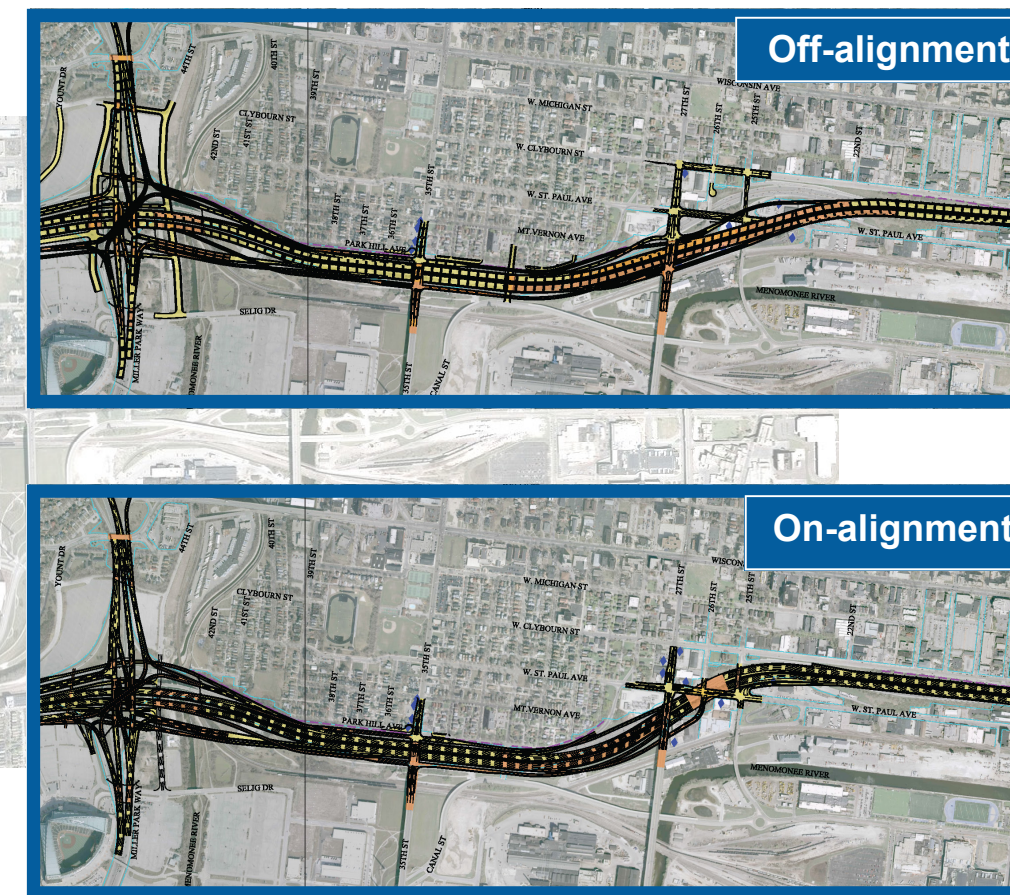 Off-alignment
YOUNT DR
44TH ST
40TH ST
39TH ST
CLYBOURN ST
42ND ST
41ST ST
W. MICHIGAN ST
W. CLYBOURN ST
W. ST. PAUL AVE
MT.VERNON AVE
38TH ST
37TH ST
36TH ST
35TH ST
PARK HILL AVE
WISCONSIN AVE
27TH ST
26TH ST
25TH ST
22ND ST
W. ST. PAUL AVE
MENOMONEE RIVER
SELIG DR
MILLER PARK WAY
MENOMONEE RIVER
35TH ST
CANAL ST
On-alignment
YOUNT DR
44TH ST
40TH ST
39TH ST
CLYBOURN ST
42ND ST
41ST ST
W. MICHIGAN ST
W. CLYBOURN ST
W. ST. PAUL AVE
MT.VERNON AVE
38TH ST
37TH ST
36TH ST
35TH ST
PARK HILL AVE
WISCON
27TH ST
26TH ST
25TH ST
22ND ST
W. ST. PAUL AVE
MENOMONEE RIVER
SELIG DR
MILLER PARK WAY
ENOMONEE RIVER
35TH ST
CANAL ST